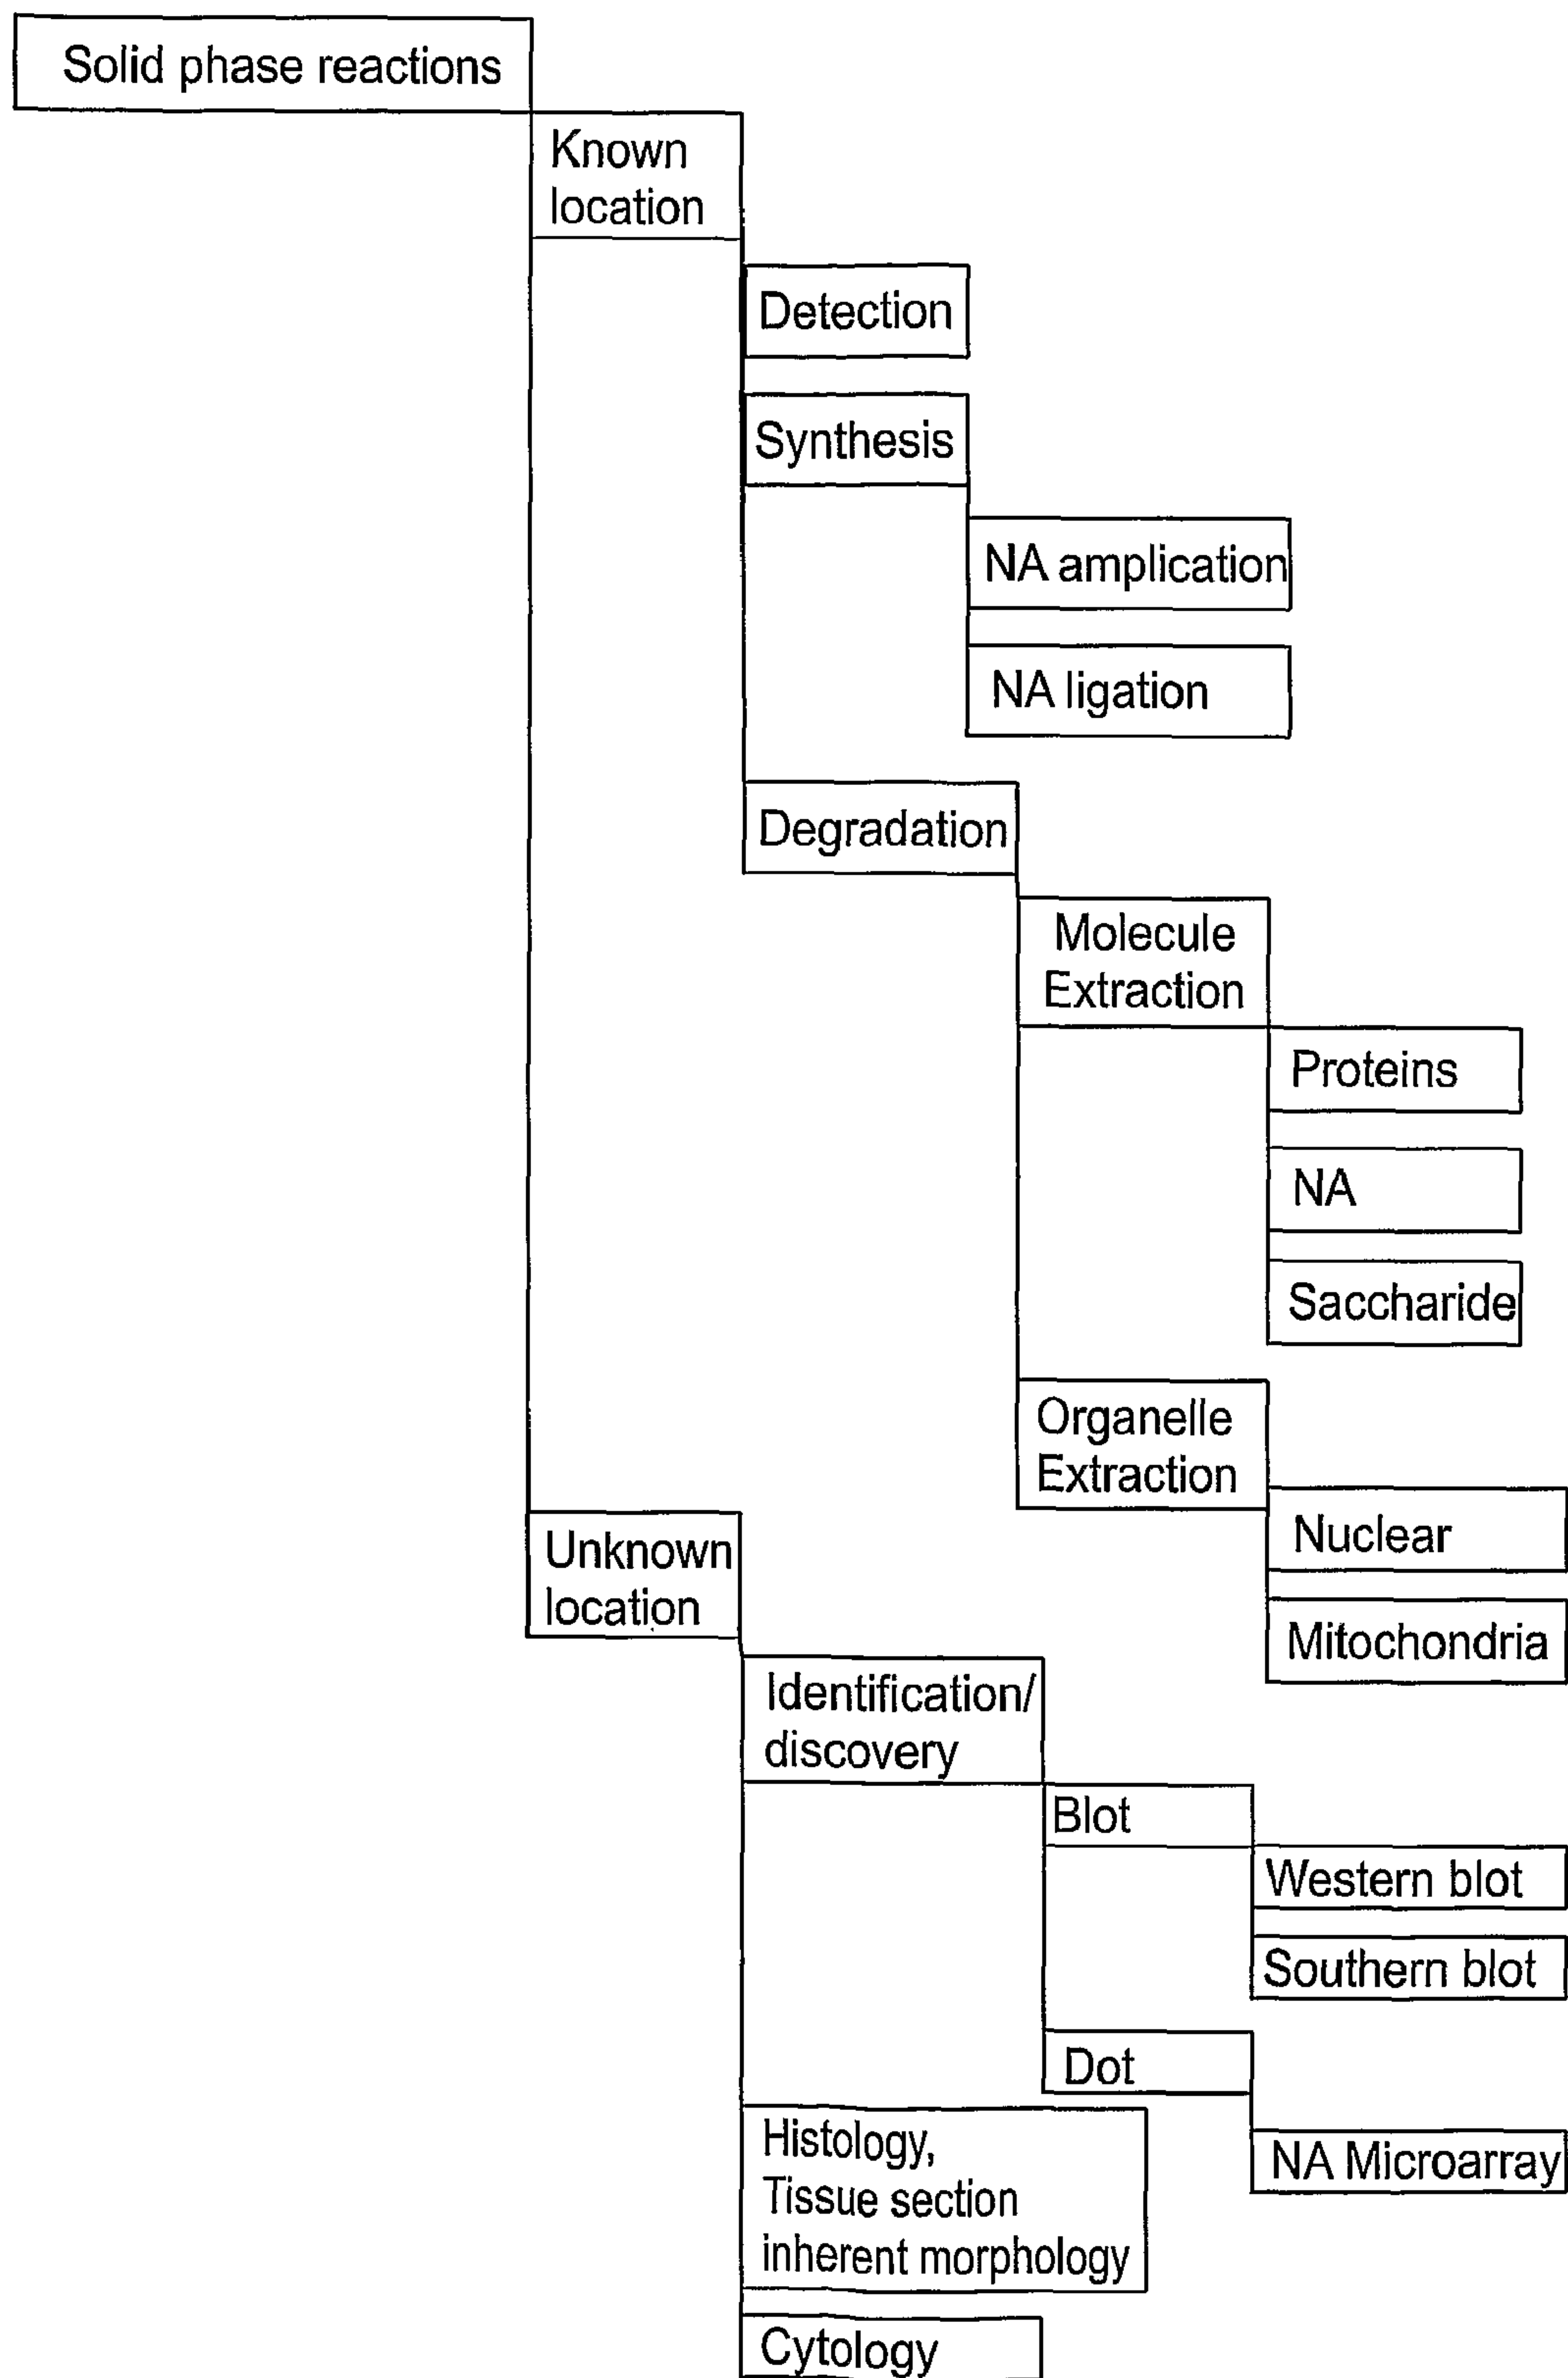 Solid phase reactions
Known
location
Detection
Synthesis
NA amplication
NA ligation
Degradation
Molecule
Extraction
Proteins
NA
Saccharide
Organelle
Extraction
Nuclear
Unknown
location
Mitochondria
Identification/
discovery
Blot
Western blot
Southern blot
Dot
Histology,
Tissue section
inherent morphology
NA Microarray
Cytology